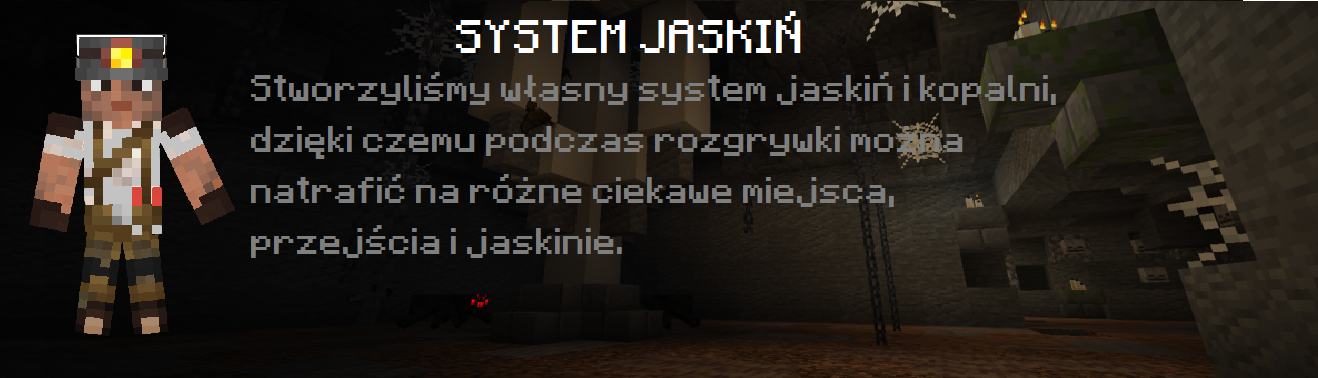 SYSTEM JASKIŃ
Stworzyliśmy własny system jaskiń i kopalni,
dzięki czemu podczas rozgrywki można
natrafić na różne ciekawe miejsca,
przejścia i jaskinie.